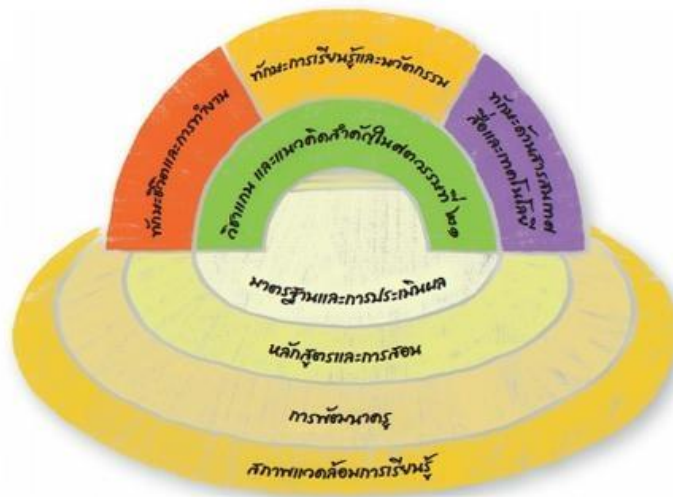 ทักษะการเรียนรู้และนวัตกรรม
ทักษะชีวิตและการทำงาน
วิชาแกน และแนวคิดสำคัญในศตวรรษที่ ๒๑
ทักษะด้านสารสนเทศ
สื่อและเทคโนโลยี
มาตรฐานและการประเมินผล
หลักสูตรและการสอน
การพัฒนาครู
สภาพแวดล้อมการเรียนรู้